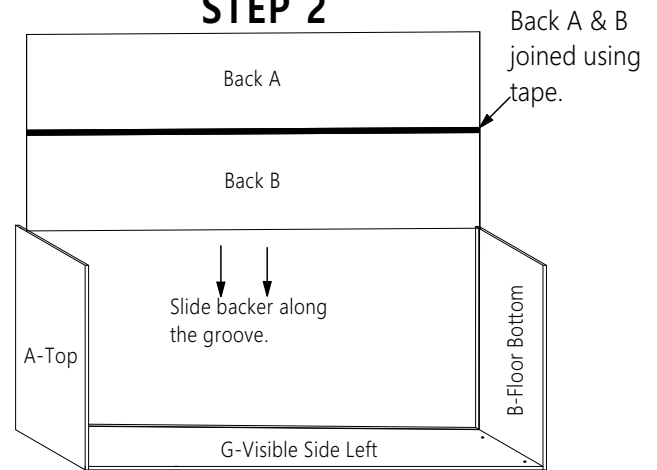 STEP 2
Back A & B
joined using
tape.
Back A
Back B
Slide backer along
the groove.
A-Top
B-Floor Bottom
G-Visible Side Left